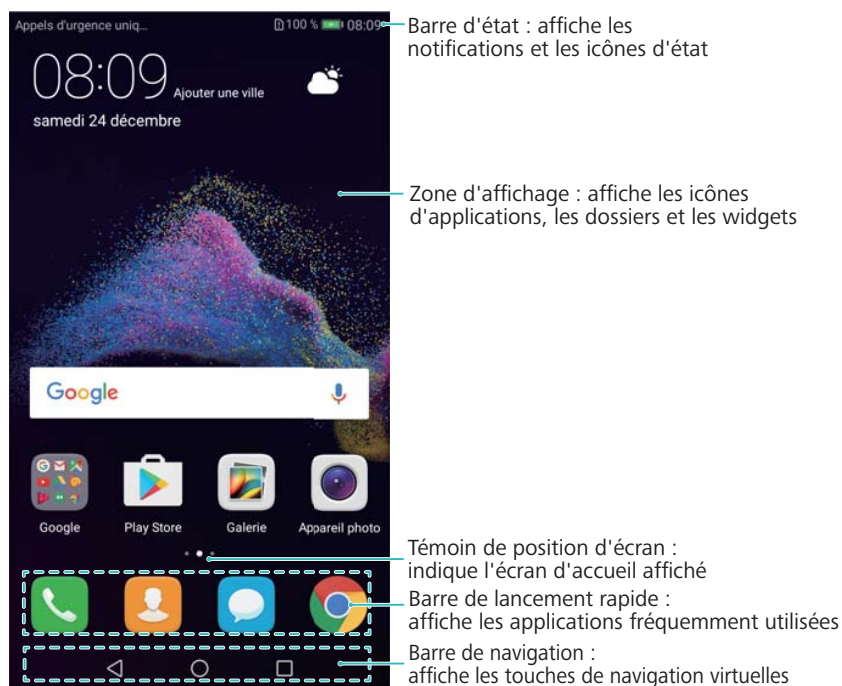 Appels d'urgence uniq...
100 % 08:09
Barre d'état : affiche les
notifications et les icônes d'état
08:09 Ajouter une ville
samedi 24 décembre
Zone d'affichage : affiche les icônes
d'applications, les dossiers et les widgets
Google
Google
Play Store
Galerie
Appareil photo
Témoin de position d'écran :
indique l'écran d'accueil affiché
Barre de lancement rapide :
affiche les applications fréquemment utilisées
Barre de navigation :
affiche les touches de navigation virtuelles